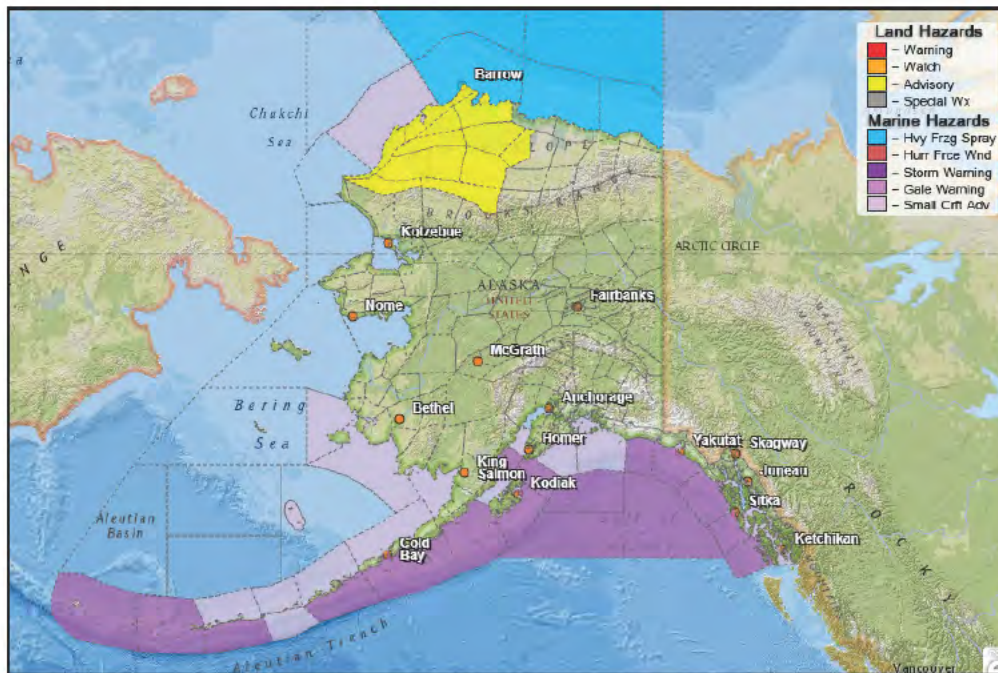 Land Hazards
– Warning
– Watch
– Advisory
– Special Wx
Marine Hazards
– Hvy Frzg Spray
– Hurr Frce Wnd
– Storm Warning
– Gale Warning
– Small Crft Adv
Barrow
Chukchi
Sea
S L O P E
B R O O K S R A N G E
Kotzebue
ARCTIC CIRCLE
N G E
ALASKA
UNITED
STATES
Fairbanks
Nome
McGrath
Anchorage
Bering
Sea
Bethel
Homer
Yakutat
Skagway
King
Salmon
Juneau
Kodiak
Sitka
Aleutian
Basin
Cold
Bay
Ketchikan
R O C K Y
Aleutian Trench
Vancouver